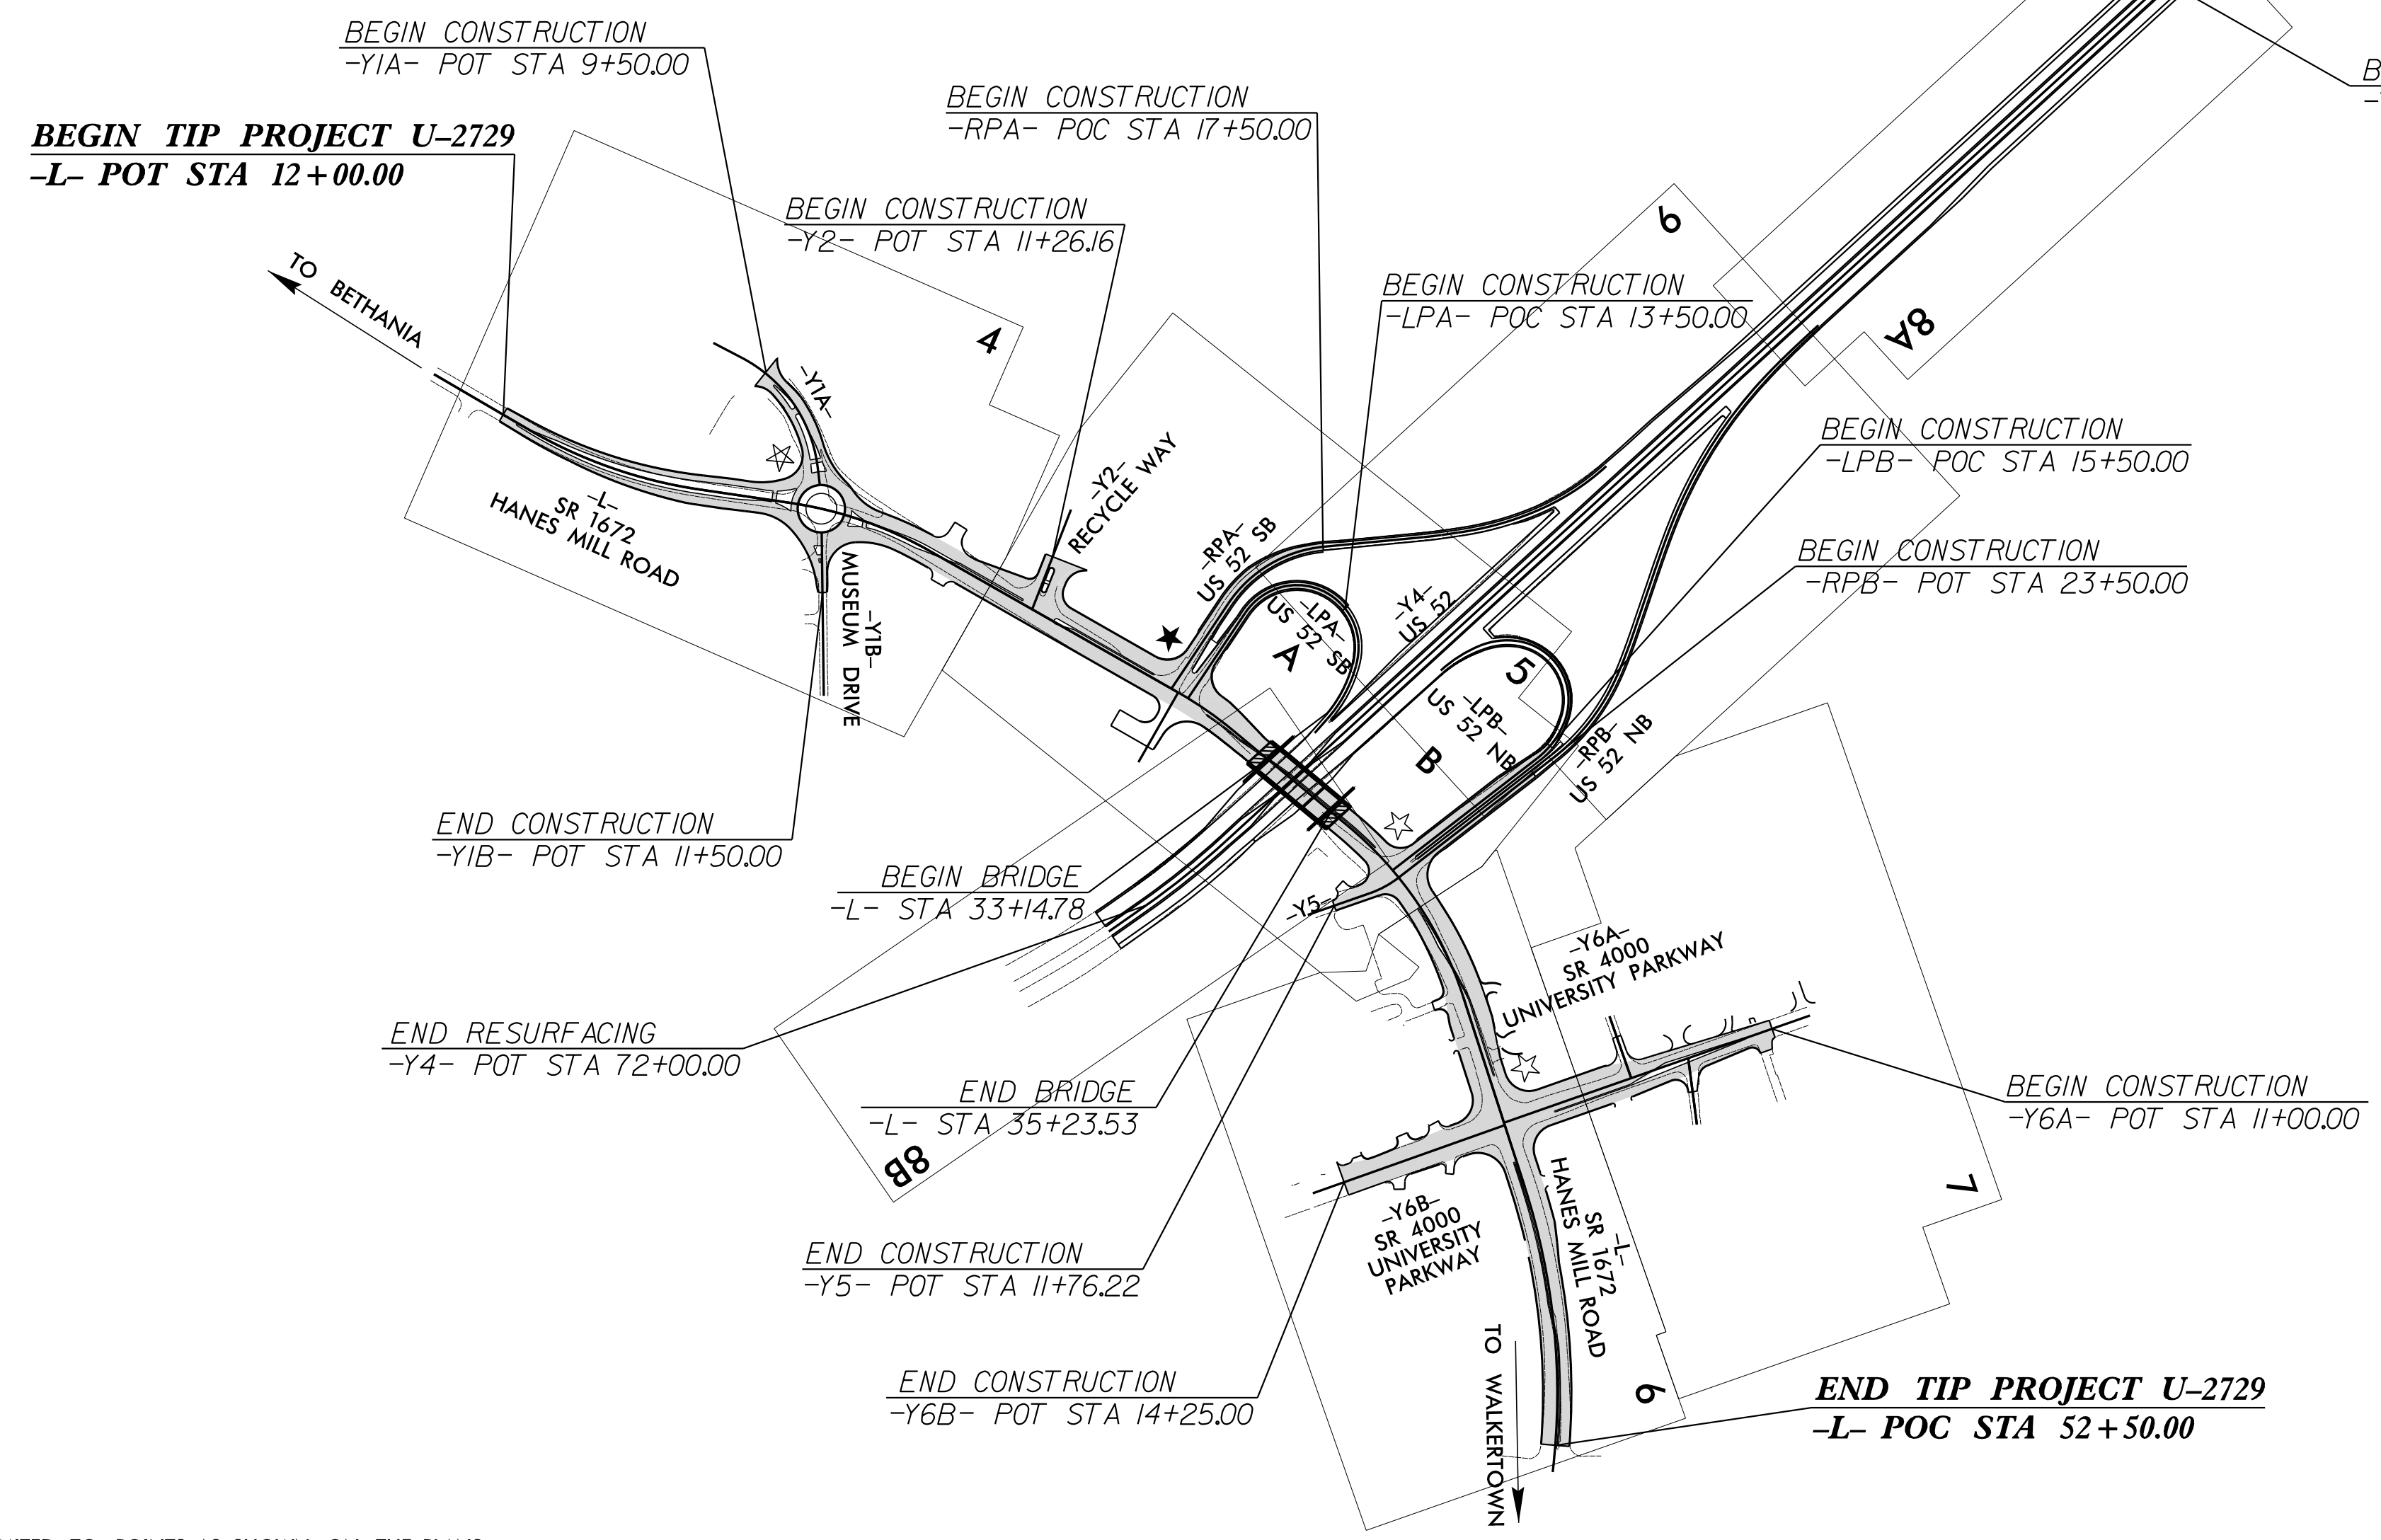 BEGIN CONSTRUCTION
-Y1A- POT STA 9+50.00
BEGIN TIP PROJECT U-2729
-L- POT STA 12+00.00
BEGIN CONSTRUCTION
-RPA- POC STA 17+50.00
BEGIN CONSTRUCTION
-Y2- POT STA 11+26.16
BEGIN CONSTRUCTION
-LPA- POC STA 13+50.00
TO BETHANIA
4
6
8A
-Y1A-
-Y2-
RECYCLE WAY
-L-
SR 1672
HANES MILL ROAD
-Y1B-
MUSEUM DRIVE
-RPA-
US 52 SB
-LPA-
US 52 SB
A
-Y4-
US 52
5
-LPB-
US 52 NB
B
-RPB-
US 52 NB
BEGIN CONSTRUCTION
-LPB- POC STA 15+50.00
BEGIN CONSTRUCTION
-RPB- POT STA 23+50.00
END CONSTRUCTION
-Y1B- POT STA 11+50.00
BEGIN BRIDGE
-L- STA 33+14.78
-Y5-
END RESURFACING
-Y4- POT STA 72+00.00
END BRIDGE
-L- STA 35+23.53
8B
-Y6A-
SR 4000
UNIVERSITY PARKWAY
BEGIN CONSTRUCTION
-Y6A- POT STA 11+00.00
7
END CONSTRUCTION
-Y5- POT STA 11+76.22
-Y6B-
SR 4000
UNIVERSITY
PARKWAY
-L-
SR 1672
HANES MILL ROAD
END CONSTRUCTION
-Y6B- POT STA 14+25.00
TO WALKERTOWN
6
END TIP PROJECT U-2729
-L- POC STA 52+50.00